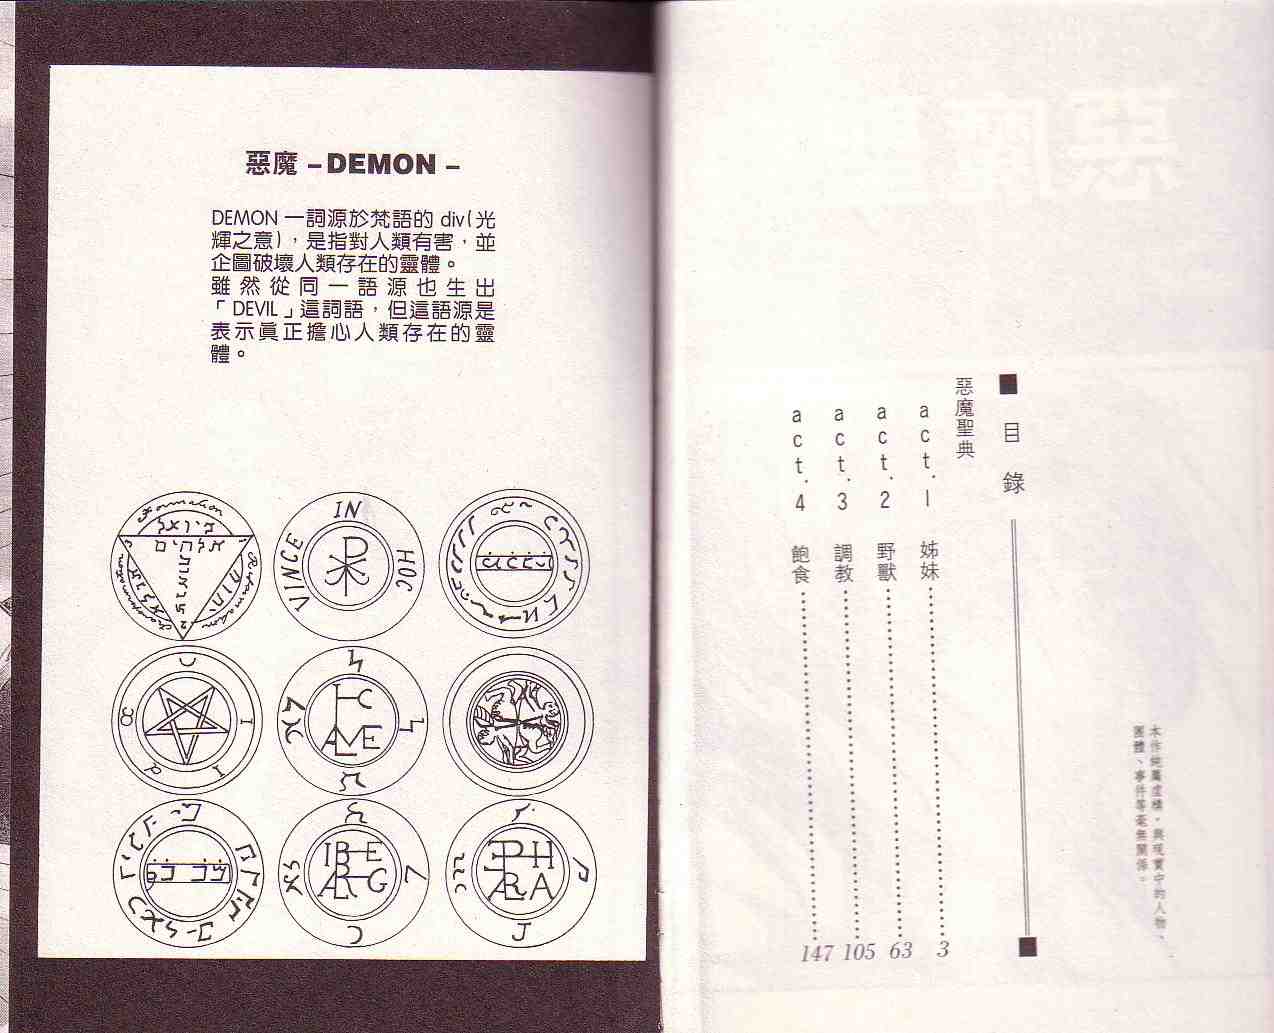 惡魔 –DEMON –
DEMON 一詞源於梵語的 div(光
輝之意)，是指對人類有害，並
企圖破壞人類存在的靈體。
雖然從同一語源也生出
「DEVIL」這詞語，但這語源是
表示眞正擔心人類存在的靈
體。
IN
HOC
VINCE
目錄
惡魔聖典
act.1 姊妹 3
act.2 野獸 63
act.3 調教 105
act.4 飽食 147
本作純屬虛構，與現實中的人物、
團體、事件等毫無關係。